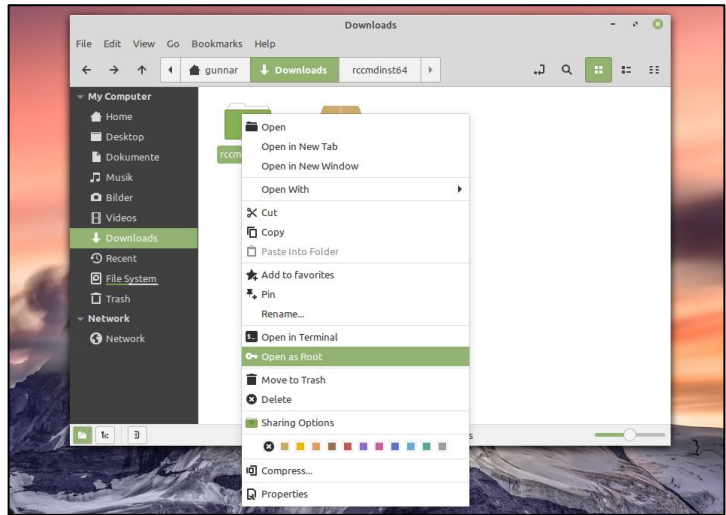 Downloads
File Edit View Go Bookmarks Help
gunnar Downloads rccmdinst64
My Computer
Home
Desktop
Dokumente
Musik
Bilder
Videos
Downloads
Recent
File System
Trash
Network
Network
Open
Open in New Tab
Open in New Window
Open With
Cut
Copy
Paste Into Folder
Add to favorites
Pin
Rename...
Open in Terminal
Open as Root
Move to Trash
Delete
Sharing Options
Compress...
Properties